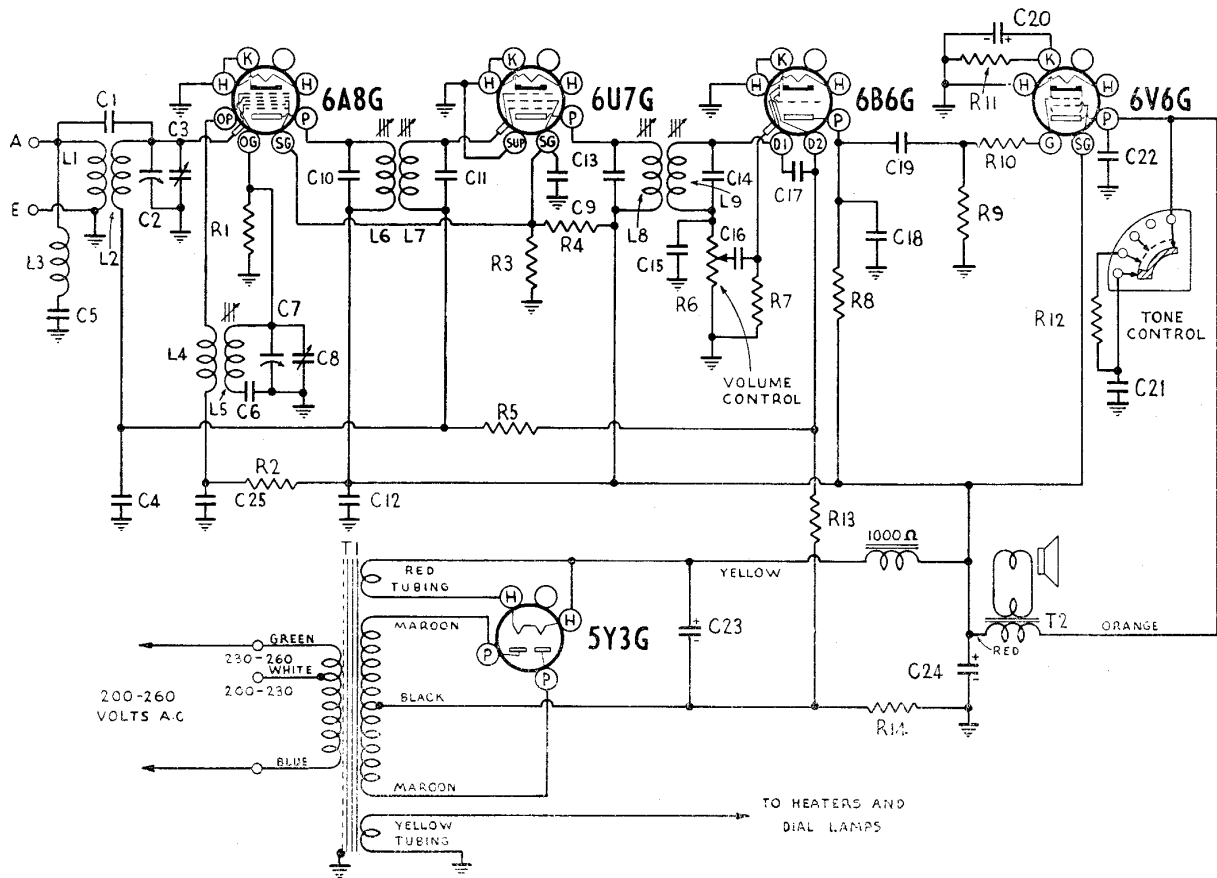 C20
K K K
H H H H H H H H
R11
6A8G 6U7G 6B6G 6V6G
C1
C3
OP P P P P
A
L1
OG SG SUP SG D1 D2 G SG
C13 C19 R10 C22
C2 C10 C11 C17
C14
L9
E
R1 C9 R9
L3 L2 L6 L7 R4 L8 C16 C18
R3 C15
R6 R7 R8
C5 C7
R12 TONE
CONTROL
L4 C8
VOLUME
CONTROL
C21
L5 C6
R5
R2
C4 C25 C12
R13
T1
1000Ω
RED
TUBING
YELLOW
H
H
MAROON
5Y3G
C23
T2
GREEN
230-260
WHITE
200-230
P
P
RED
ORANGE
200-260
VOLTS A.C
BLACK
C24
R14
BLUE
MAROON
YELLOW
TUBING
TO HEATERS AND
DIAL LAMPS